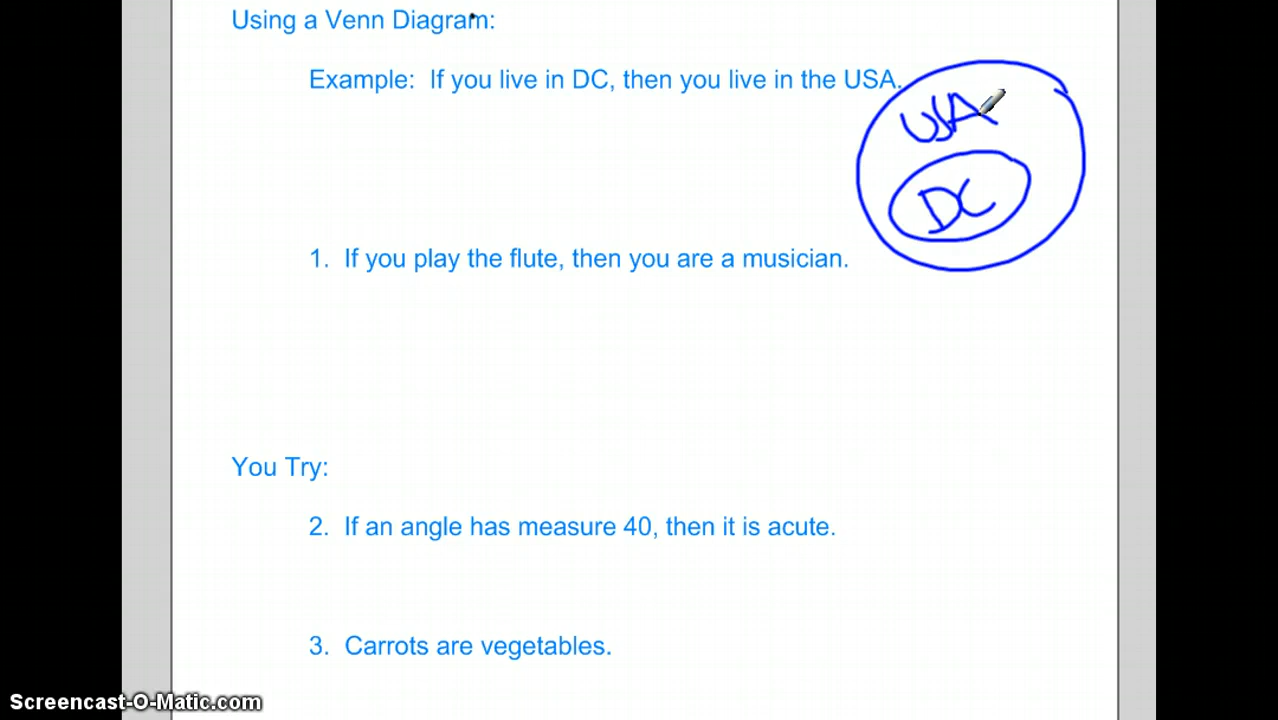 Using a Venn Diagram:
Example: If you live in DC, then you live in the USA.
USA
DC
1. If you play the flute, then you are a musician.
You Try:
2. If an angle has measure 40, then it is acute.
3. Carrots are vegetables.
Screencast-O-Matic.com